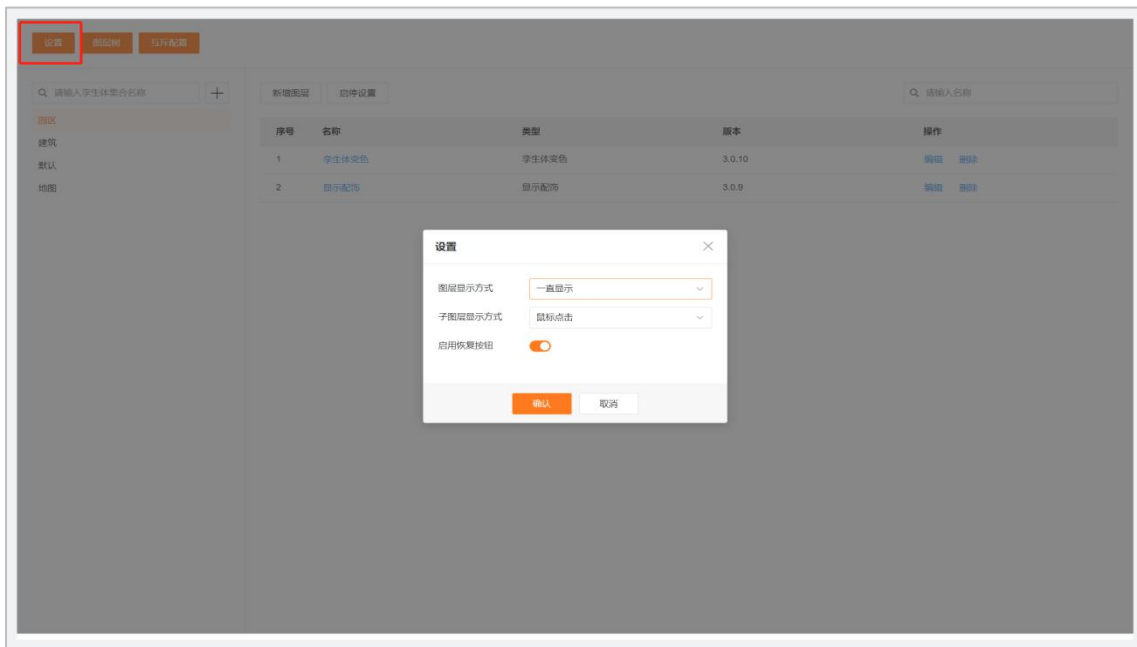 设置 图层树 互斥配置
请输入孪生体集合名称
新增图层 启停设置 请输入名称
园区
建筑
默认
地图
序号 名称 类型 版本 操作
1 孪生体变色 孪生体变色 3.0.10 编辑 删除
2 显示配饰 显示配饰 3.0.9 编辑 删除
设置
图层显示方式 一直显示
子图层显示方式 鼠标点击
启用恢复按钮
确认 取消